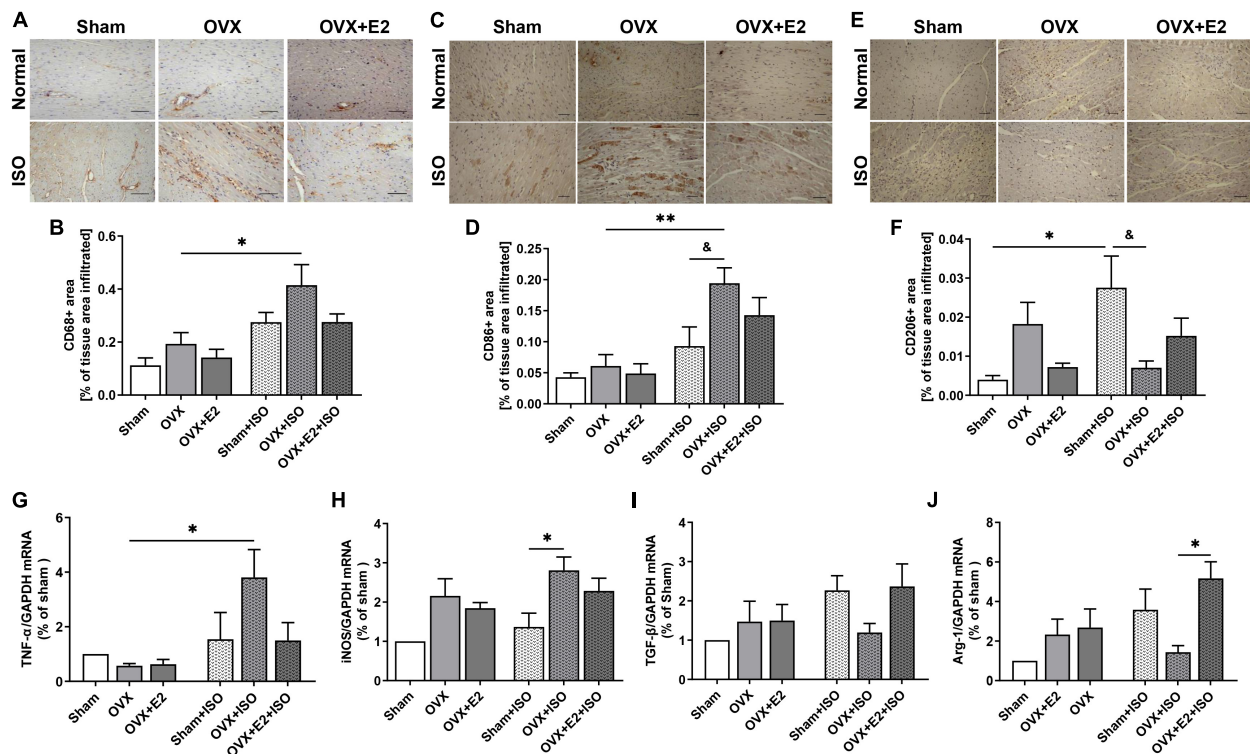 A
Sham
OVX
OVX+E2
Normal
ISO
C
Sham
OVX
OVX+E2
Normal
ISO
E
Sham
OVX
OVX+E2
Normal
ISO
B
CD68+ area
[% of tissue area infiltrated]
0.6
0.4
0.2
0.0
*
Sham
OVX
OVX+E2
Sham+ISO
OVX+ISO
OVX+E2+ISO
D
CD86+ area
[% of tissue area infiltrated]
0.25
0.20
0.15
0.10
0.05
0.00
**
&
Sham
OVX
OVX+E2
Sham+ISO
OVX+ISO
OVX+E2+ISO
F
CD206+ area
[% of tissue area infiltrated]
0.04
0.03
0.02
0.01
0.00
*
&
Sham
OVX
OVX+E2
Sham+ISO
OVX+ISO
OVX+E2+ISO
G
TNF-α/GAPDH mRNA
(% of sham )
6
4
2
0
*
Sham
OVX
OVX+E2
Sham+ISO
OVX+ISO
OVX+E2+ISO
H
iNOS/GAPDH mRNA
(% of sham )
4
3
2
1
0
*
Sham
OVX
OVX+E2
Sham+ISO
OVX+ISO
OVX+E2+ISO
I
TGF-β/GAPDH mRNA
(% of Sham)
4
3
2
1
0
Sham
OVX
OVX+E2
Sham+ISO
OVX+ISO
OVX+E2+ISO
J
Arg-1/GAPDH mRNA
(% of sham )
8
6
4
2
0
*
Sham
OVX+E2
OVX
Sham+ISO
OVX+ISO
OVX+E2+ISO